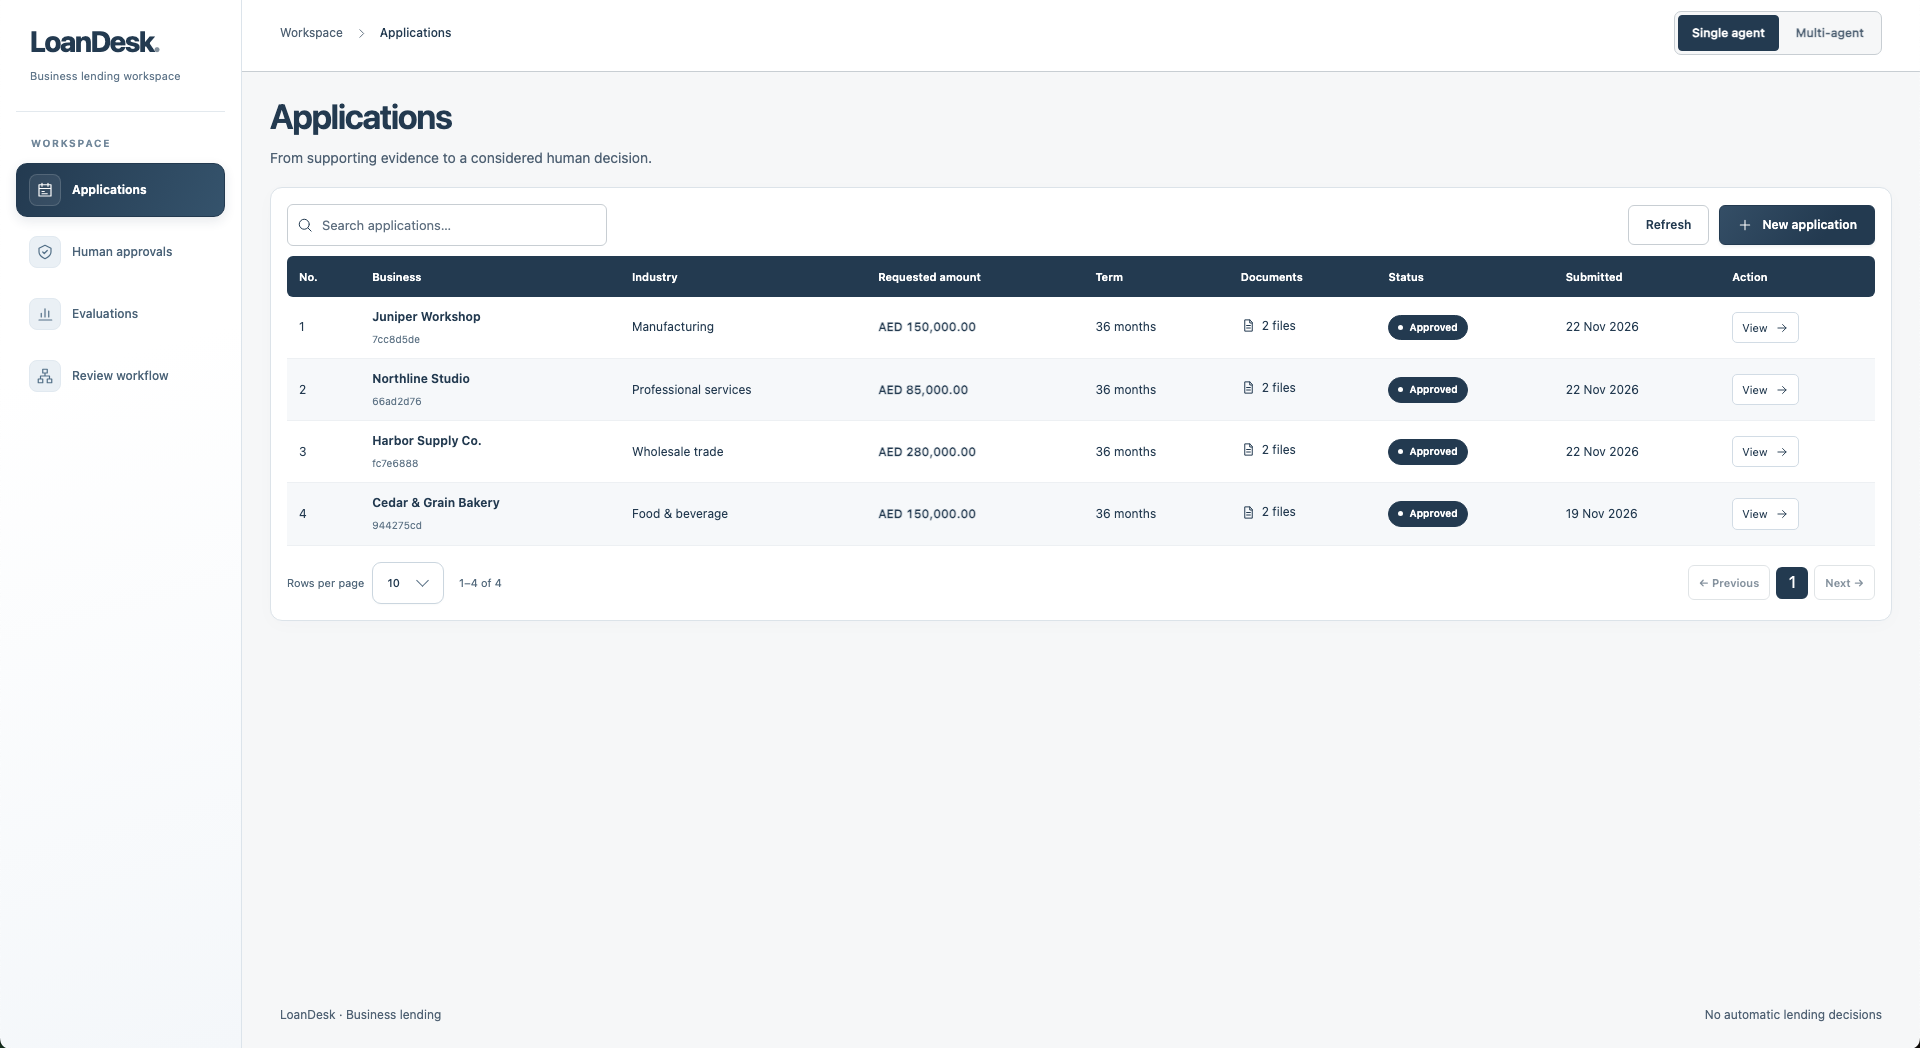 LoanDesk.
Business lending workspace
WORKSPACE
Applications
Human approvals
Evaluations
Review workflow
Workspace > Applications
Single agent Multi-agent
Applications
From supporting evidence to a considered human decision.
Search applications...
Refresh + New application
No. Business Industry Requested amount Term Documents Status Submitted Action
1 Juniper Workshop Manufacturing AED 150,000.00 36 months 2 files Approved 22 Nov 2026 View →
7cc8d5de
2 Northline Studio Professional services AED 85,000.00 36 months 2 files Approved 22 Nov 2026 View →
66ad2d76
3 Harbor Supply Co. Wholesale trade AED 280,000.00 36 months 2 files Approved 22 Nov 2026 View →
fc7e6888
4 Cedar & Grain Bakery Food & beverage AED 150,000.00 36 months 2 files Approved 19 Nov 2026 View →
944275cd
Rows per page 10 1–4 of 4 ← Previous 1 Next →
LoanDesk · Business lending No automatic lending decisions